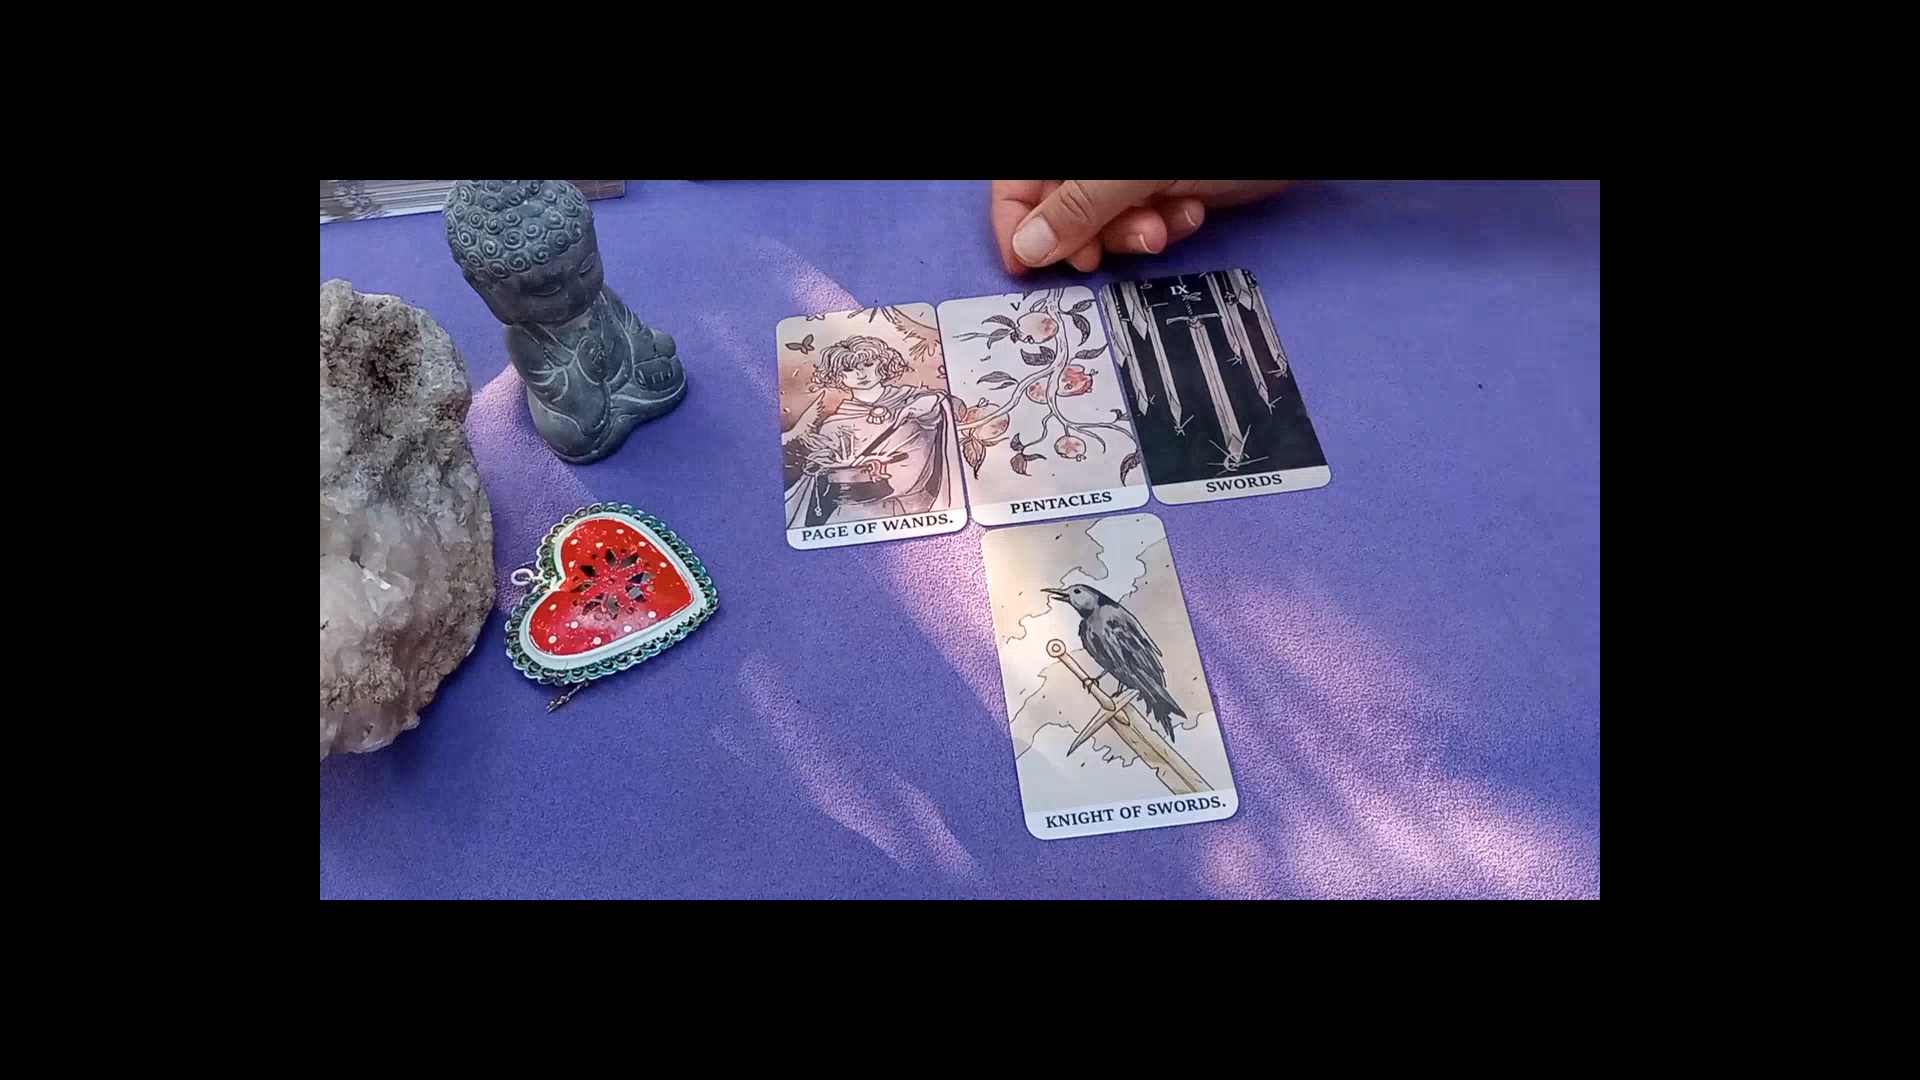 PAGE OF WANDS.
V
PENTACLES
IX
SWORDS
KNIGHT OF SWORDS.